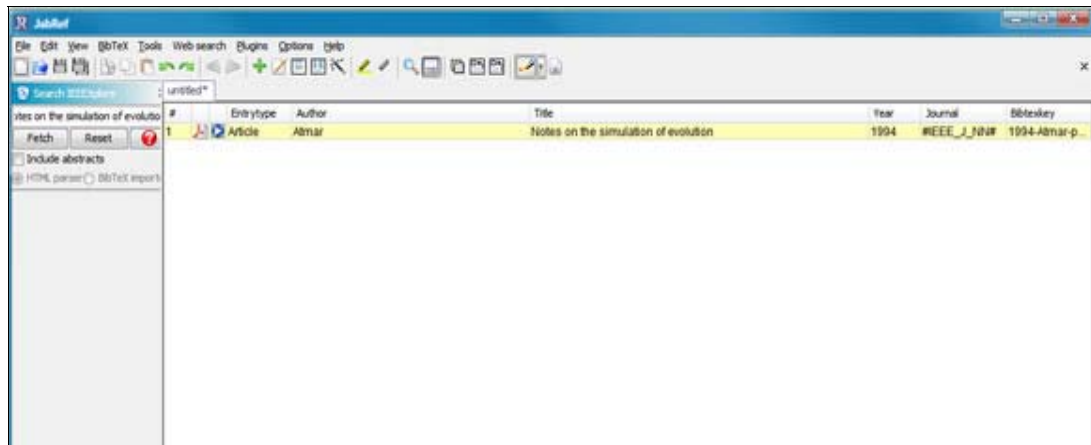 JabRef
File Edit View BibTeX Tools Web search Plugins Options Help
Search IEEEXplore untitled*
otes on the simulation of evolutio # Entrytype Author Title Year Journal Bibtexkey
Fetch Reset 1 Article Atmar Notes on the simulation of evolution 1994 #IEEE_J_NN# 1994-Atmar-p...
Include abstracts
HTML parser BibTeX importe